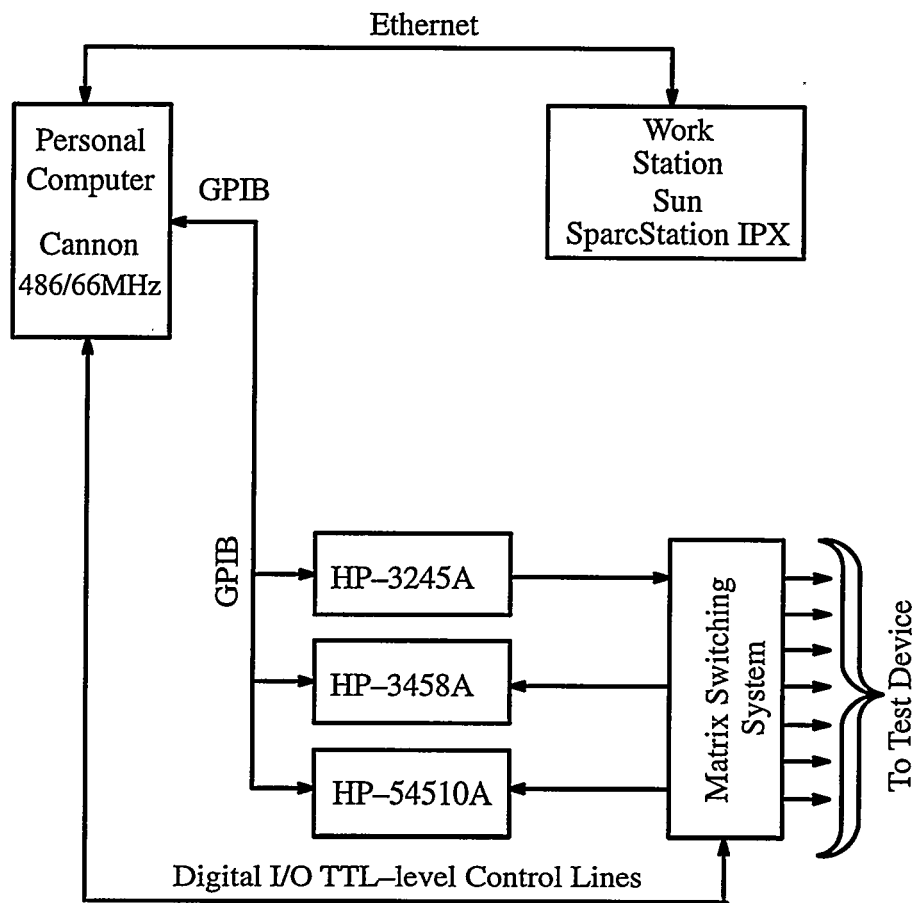 Ethernet
Personal
Computer
Cannon
486/66MHz
GPIB
Work
Station
Sun
SparcStation IPX
GPIB
HP–3245A
HP–3458A
HP–54510A
Matrix Switching
System
To Test Device
Digital I/O TTL–level Control Lines